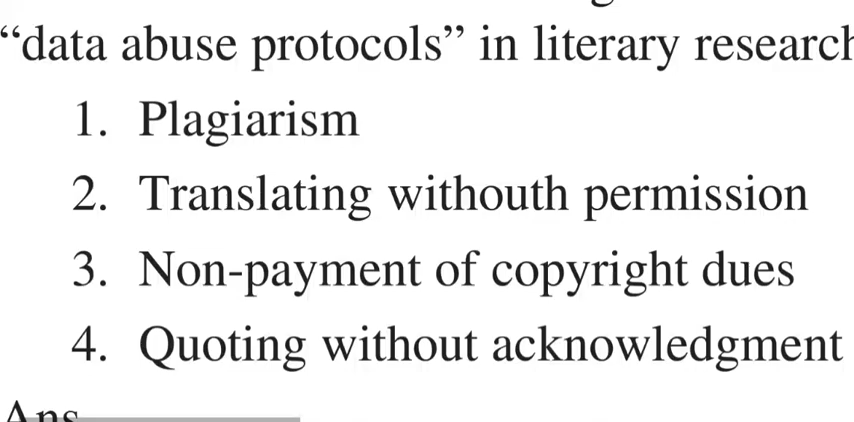 “data abuse protocols” in literary research
1. Plagiarism
2. Translating withouth permission
3. Non-payment of copyright dues
4. Quoting without acknowledgment
Ans